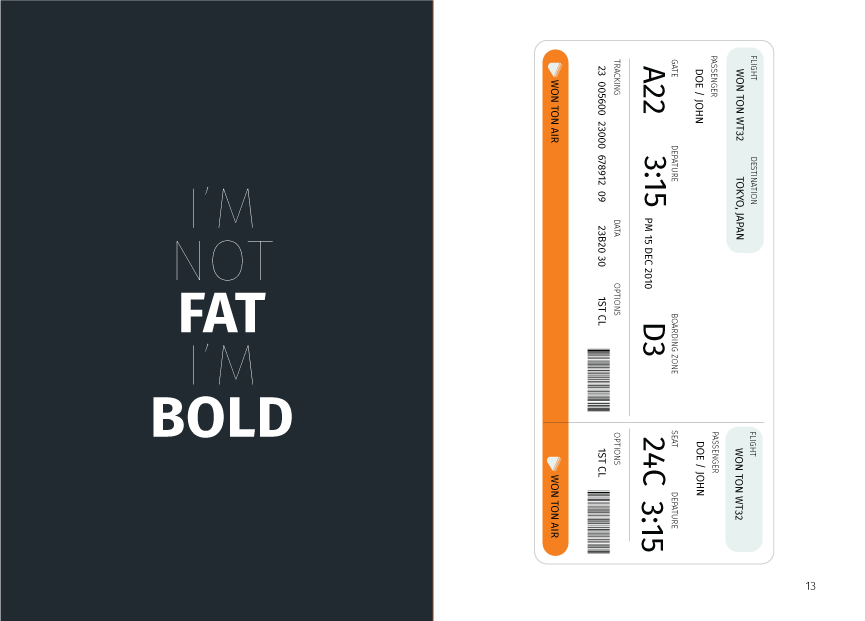 I'M
NOT
FAT
I'M
BOLD
FLIGHT
WON TON WT32
DESTINATION
TOKYO, JAPAN
PASSENGER
DOE / JOHN
GATE
A22
DEPATURE
3:15 PM 15 DEC 2010
BOARDING ZONE
D3
TRACKING
23 005600 23000 678912 09
DATA
23B20 30
OPTIONS
1ST CL
WON TON AIR
FLIGHT
WON TON WT32
PASSENGER
DOE / JOHN
SEAT
24C
DEPATURE
3:15
OPTIONS
1ST CL
WON TON AIR
13